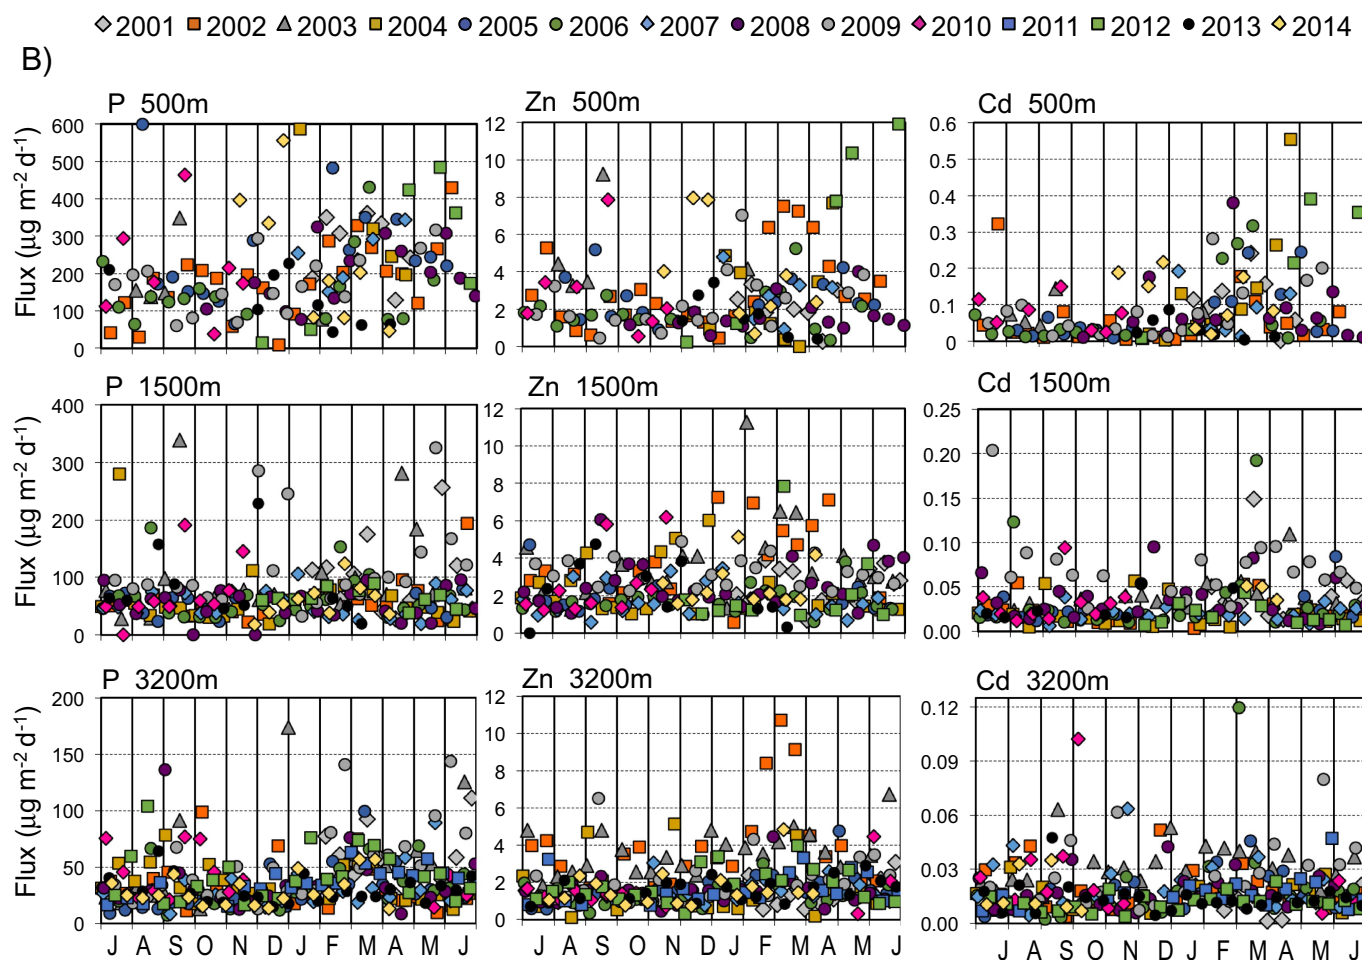 2001 2002 2003 2004 2005 2006 2007 2008 2009 2010 2011 2012 2013 2014
B)
P 500m Zn 500m Cd 500m
Flux (µg m⁻² d⁻¹)
600 12 0.6
500 10 0.5
400 8 0.4
300 6 0.3
200 4 0.2
100 2 0.1
0 0 0
P 1500m Zn 1500m Cd 1500m
Flux (µg m⁻² d⁻¹)
400 12 0.25
10 0.20
300 8 0.15
200 6 0.10
100 4 0.05
2
0 0 0.00
P 3200m Zn 3200m Cd 3200m
Flux (µg m⁻² d⁻¹)
200 12 0.12
150 10 0.09
100 8 0.06
6
50 4 0.03
2
0 0 0.00
J A S O N D J F M A M J J A S O N D J F M A M J J A S O N D J F M A M J